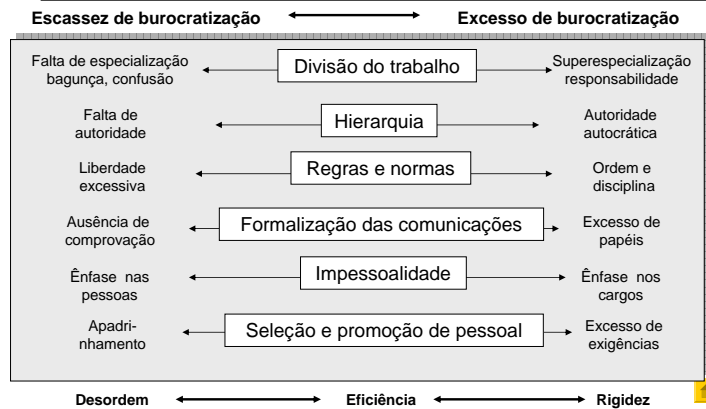 Escassez de burocratização Excesso de burocratização
Falta de especialização Divisão do trabalho Superespecialização
bagunça, confusão responsabilidade
Falta de Hierarquia Autoridade
autoridade autocrática
Liberdade Regras e normas Ordem e
excessiva disciplina
Ausência de Formalização das comunicações Excesso de
comprovação papéis
Ênfase nas Impessoalidade Ênfase nos
pessoas cargos
Apadri- Seleção e promoção de pessoal Excesso de
nhamento exigências
Desordem Eficiência Rigidez